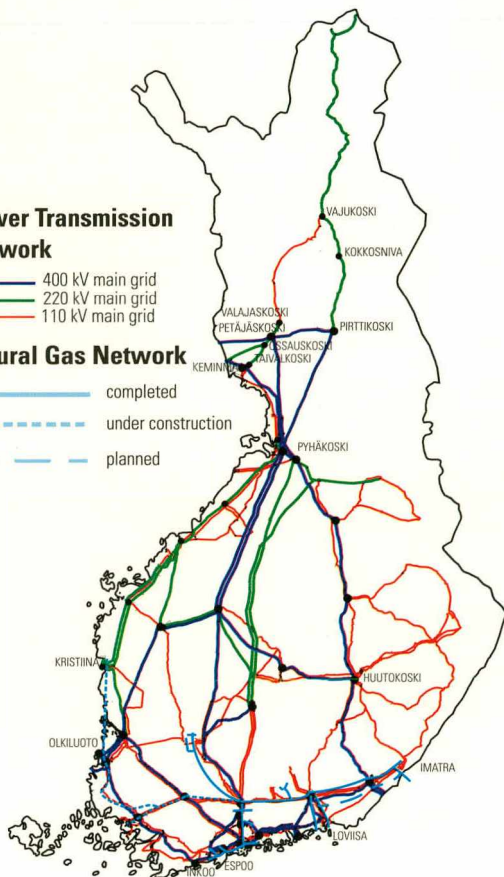 ver Transmission
work
400 kV main grid
220 kV main grid
110 kV main grid
ural Gas Network
completed
under construction
planned
VAJUKOSKI
KOKKOSNIVA
VALAJASKOSKI
PETÄJÄSKOSKI
PIRTTIKOSKI
OSSAUSKOSKI
TAIVALKOSKI
KEMINMAA
PYHÄKOSKI
KRISTIINA
HUUTOKOSKI
OLKILUOTO
IMATRA
LOVIISA
ESPOO
INKOO